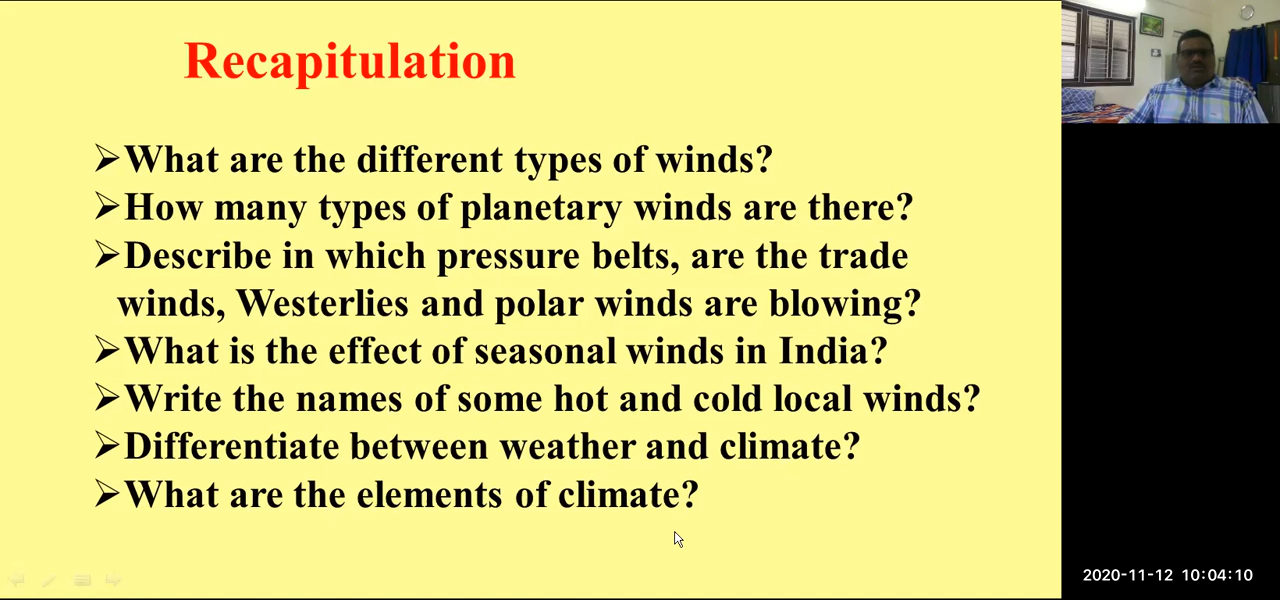 Recapitulation
➢What are the different types of winds?
➢How many types of planetary winds are there?
➢Describe in which pressure belts, are the trade
winds, Westerlies and polar winds are blowing?
➢What is the effect of seasonal winds in India?
➢Write the names of some hot and cold local winds?
➢Differentiate between weather and climate?
➢What are the elements of climate?
2020-11-12 10:04:10